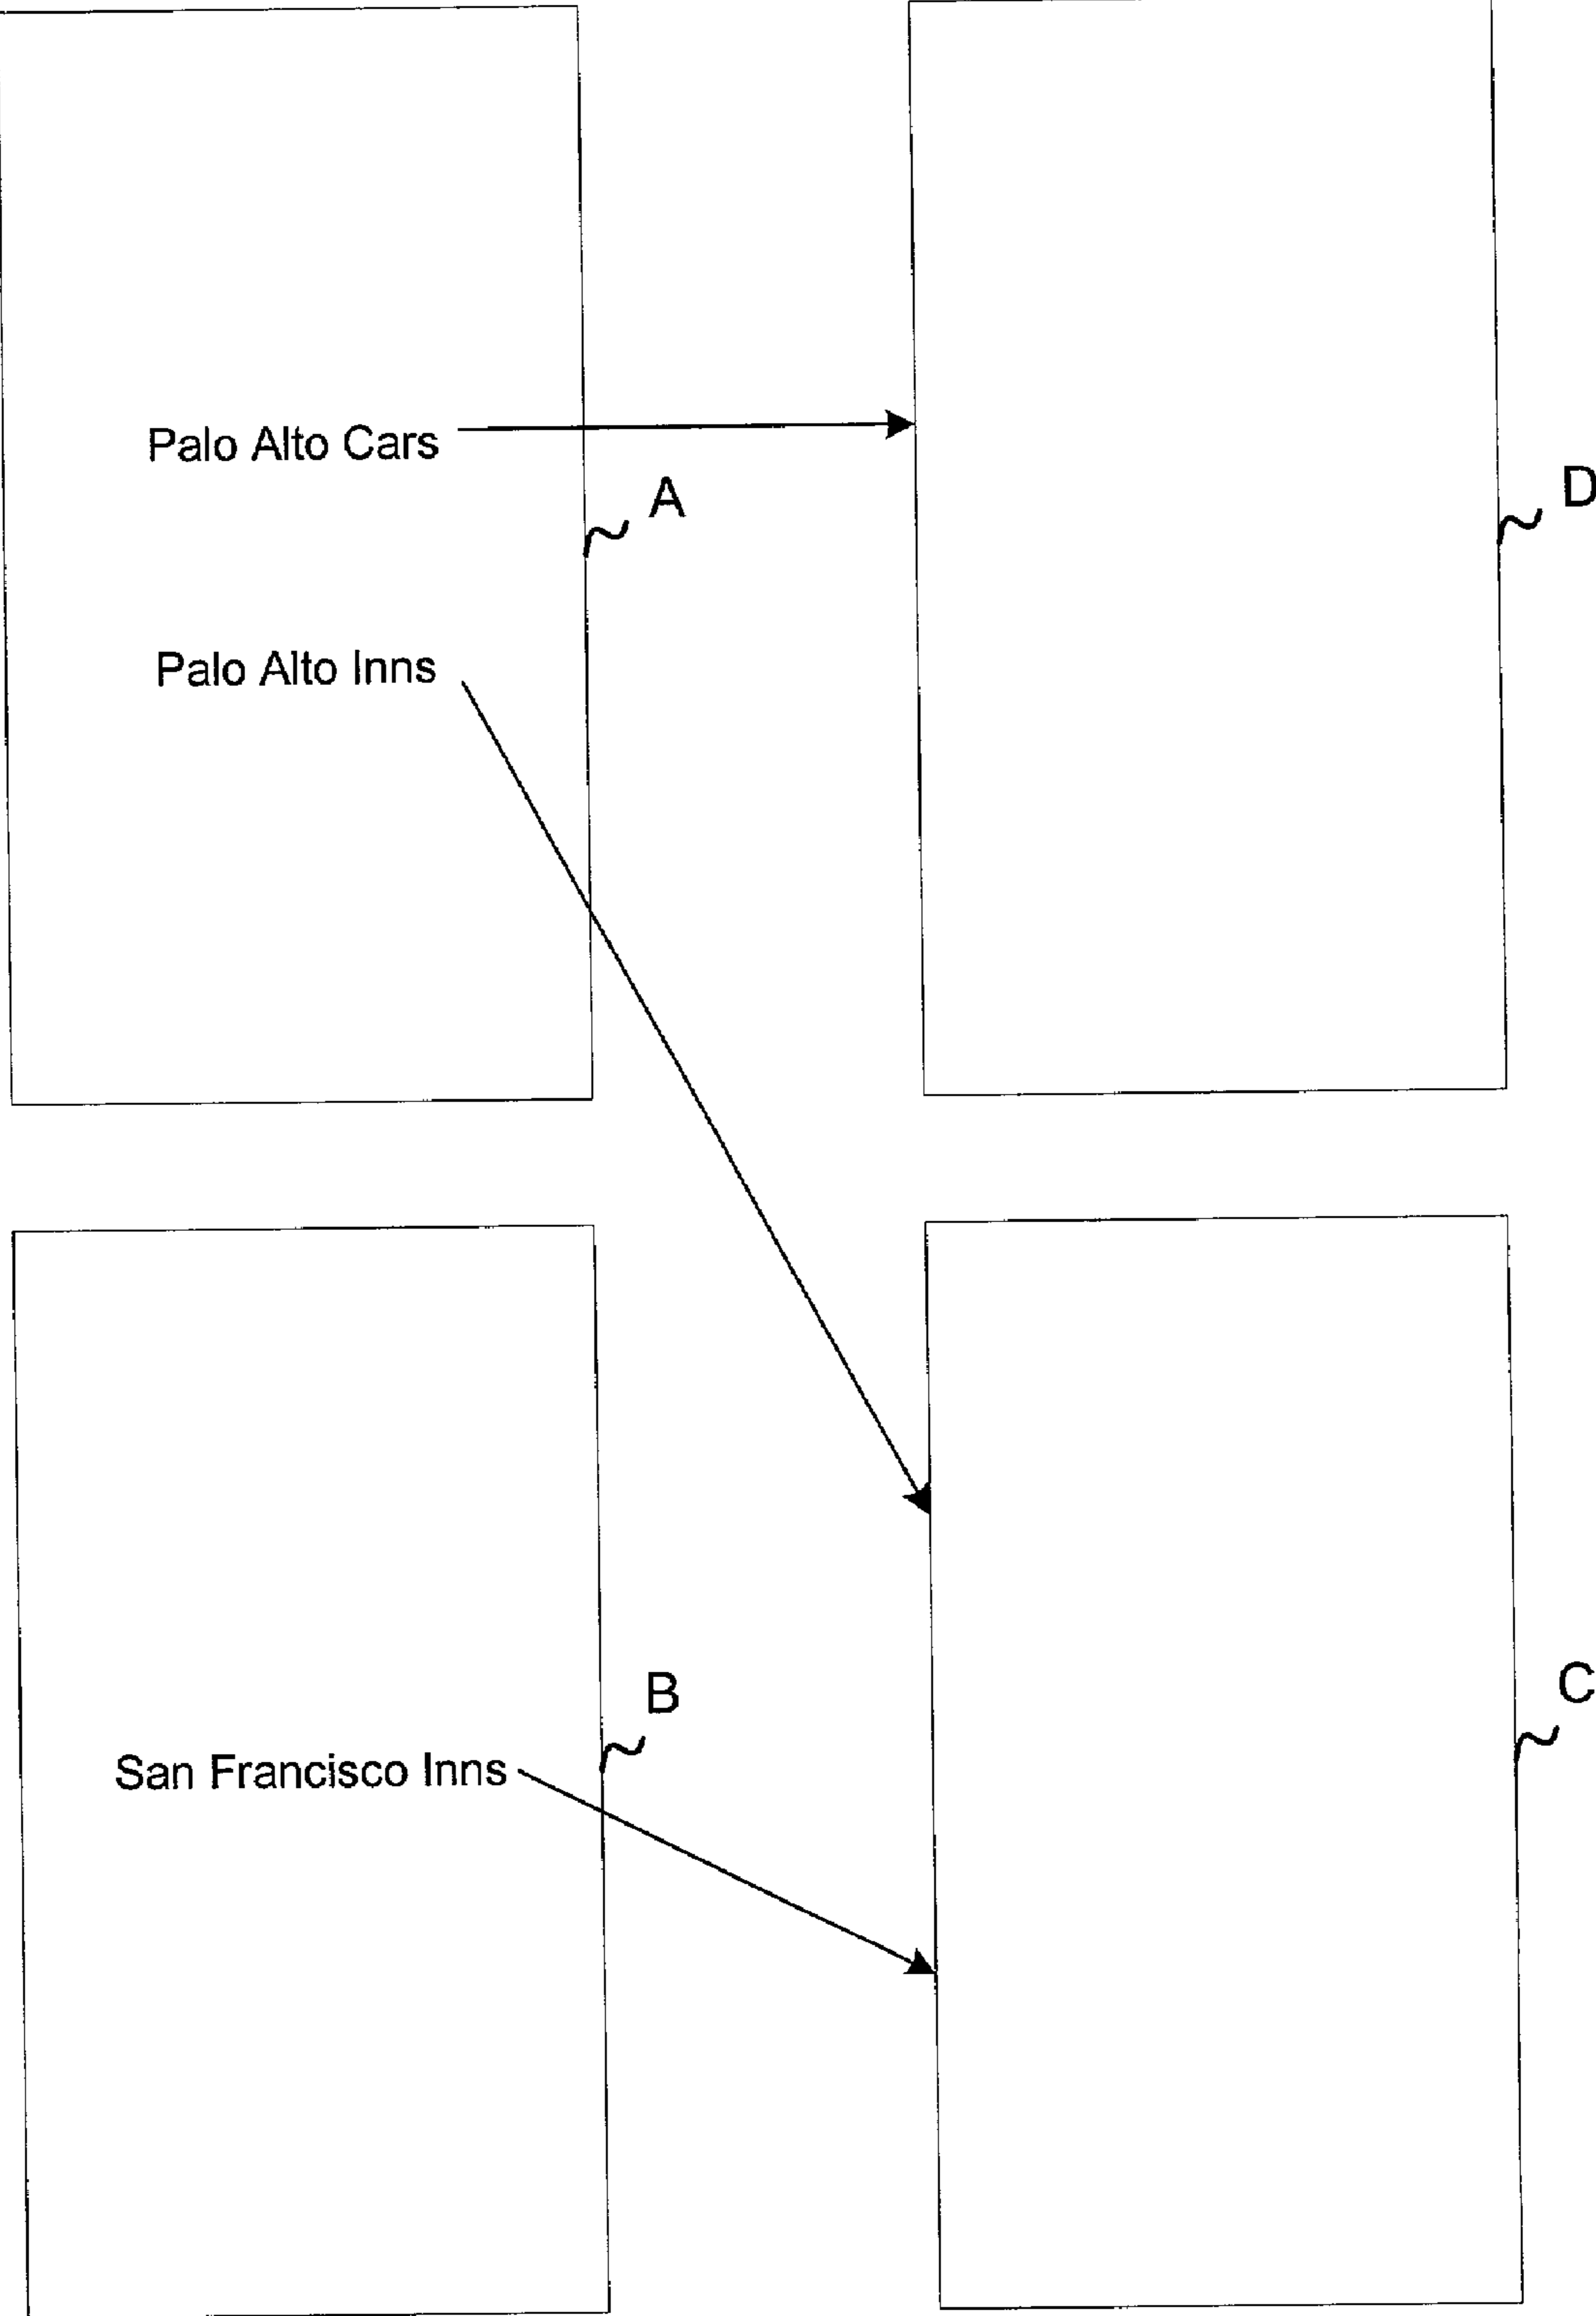 Palo Alto Cars
A
D
Palo Alto Inns
B
C
San Francisco Inns